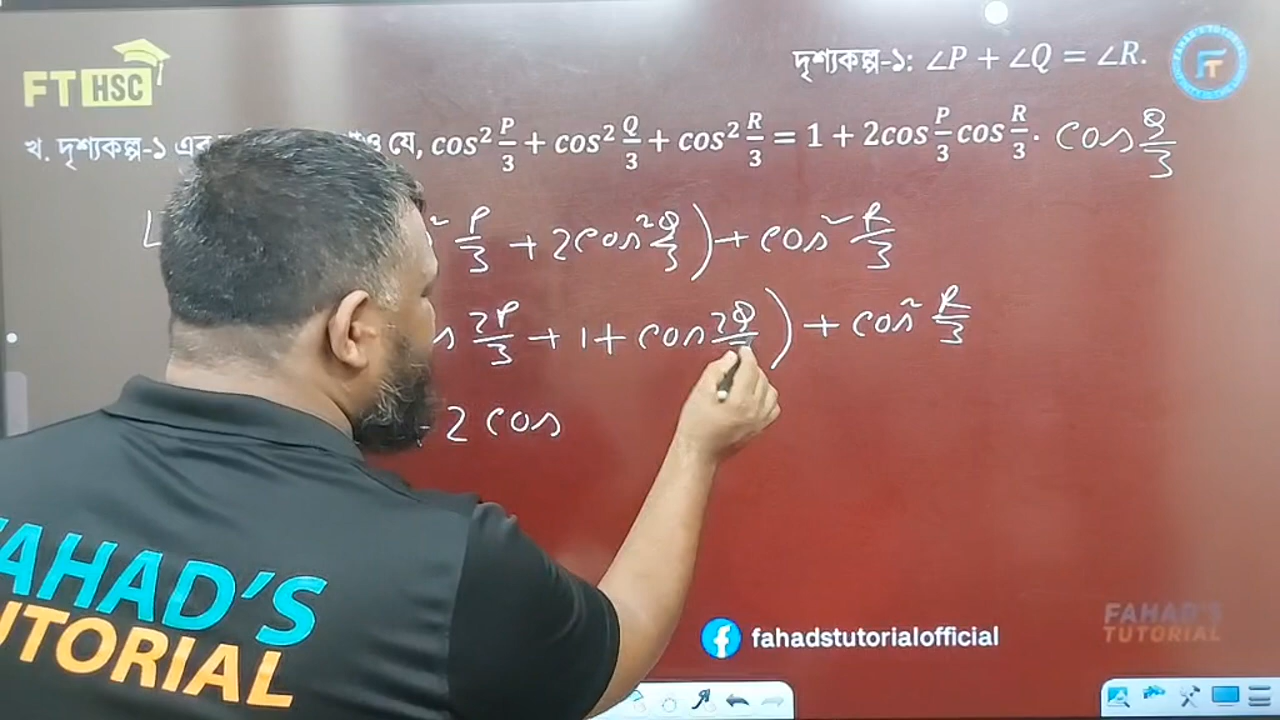 দৃশ্যকল্প-১: ∠P + ∠Q = ∠R.
FT HSC
খ. দৃশ্যকল্প-১ এর যে, cos² P/3 + cos² Q/3 + cos² R/3 = 1 + 2cos P/3 cos R/3. cos Q/3
P/3 + 2cos² Q/3) + cos² R/3
2P/3 + 1 + cos 2Q/3) + cos² R/3
2 cos
FAHAD'S
TUTORIAL
FAHAD'S
TUTORIAL
fahadstutorialofficial